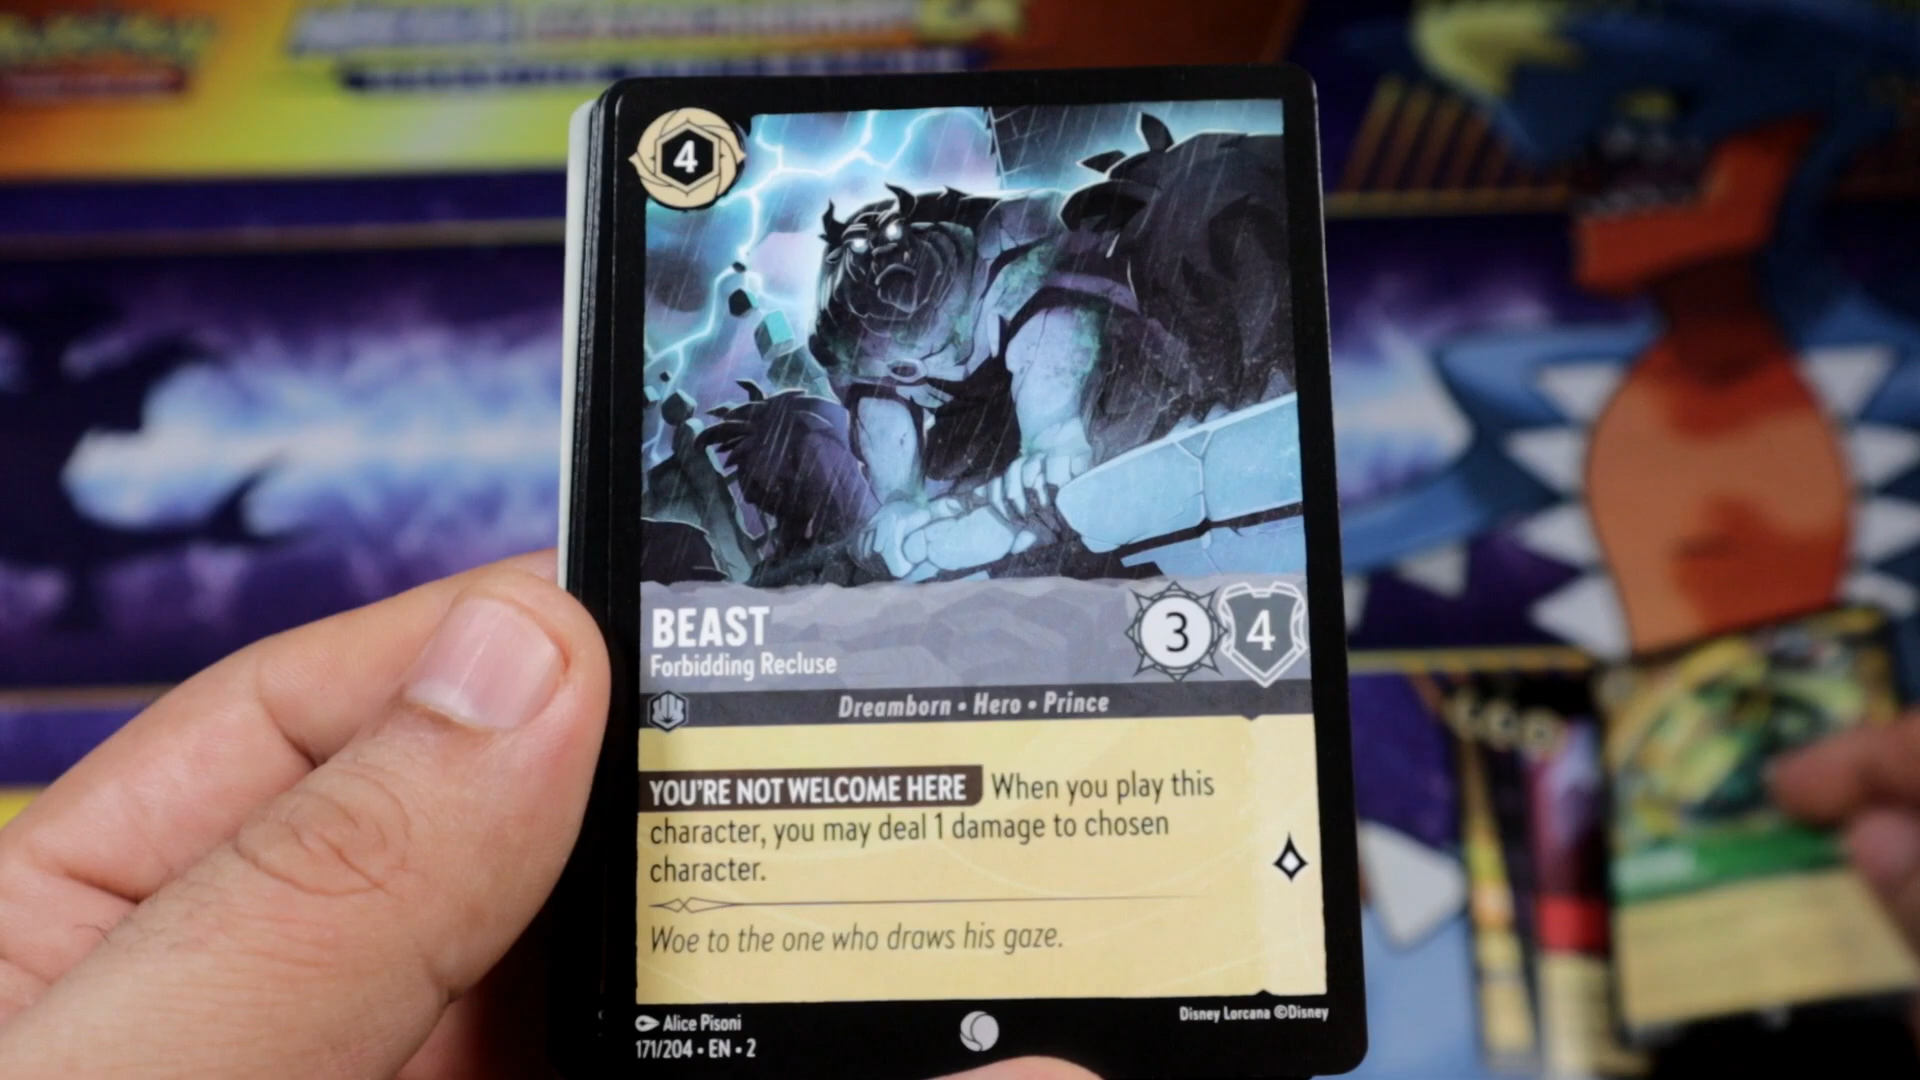 4
BEAST
Forbidding Recluse
3
4
Dreamborn • Hero • Prince
YOU'RE NOT WELCOME HERE When you play this
character, you may deal 1 damage to chosen
character.
Woe to the one who draws his gaze.
Alice Pisoni
171/204 • EN • 2
Disney Lorcana ©Disney